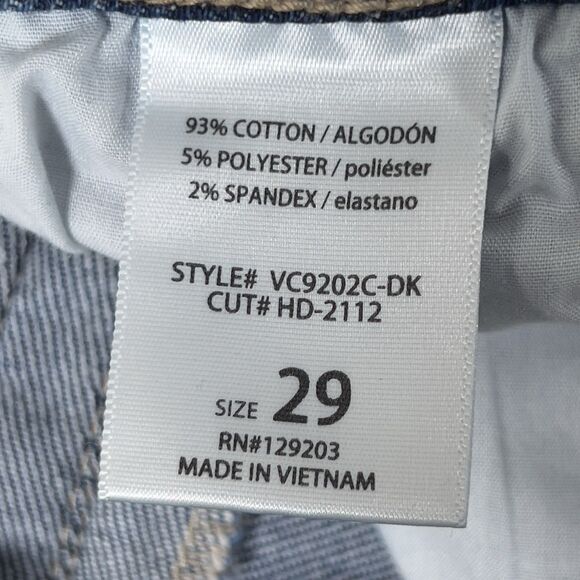 93% COTTON / ALGODÓN
5% POLYESTER / poliéster
2% SPANDEX / elastano
STYLE# VC9202C-DK
CUT# HD-2112
SIZE 29
RN#129203
MADE IN VIETNAM